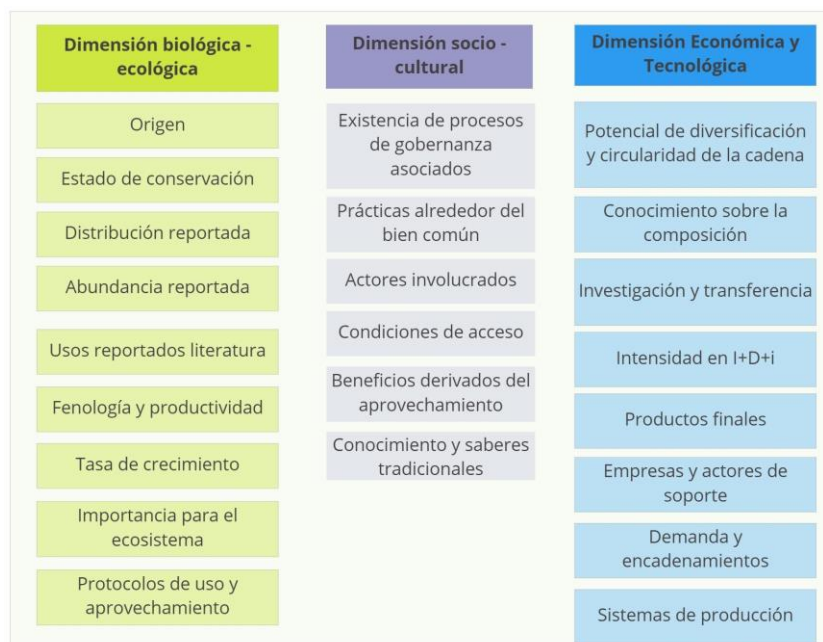 Dimensión biológica -
ecológica
Origen
Estado de conservación
Distribución reportada
Abundancia reportada
Usos reportados literatura
Fenología y productividad
Tasa de crecimiento
Importancia para el
ecosistema
Protocolos de uso y
aprovechamiento
Dimensión socio -
cultural
Existencia de procesos
de gobernanza
asociados
Prácticas alrededor del
bien común
Actores involucrados
Condiciones de acceso
Beneficios derivados del
aprovechamiento
Conocimiento y saberes
tradicionales
Dimensión Económica y
Tecnológica
Potencial de diversificación
y circularidad de la cadena
Conocimiento sobre la
composición
Investigación y transferencia
Intensidad en I+D+i
Productos finales
Empresas y actores de
soporte
Demanda y
encadenamientos
Sistemas de producción